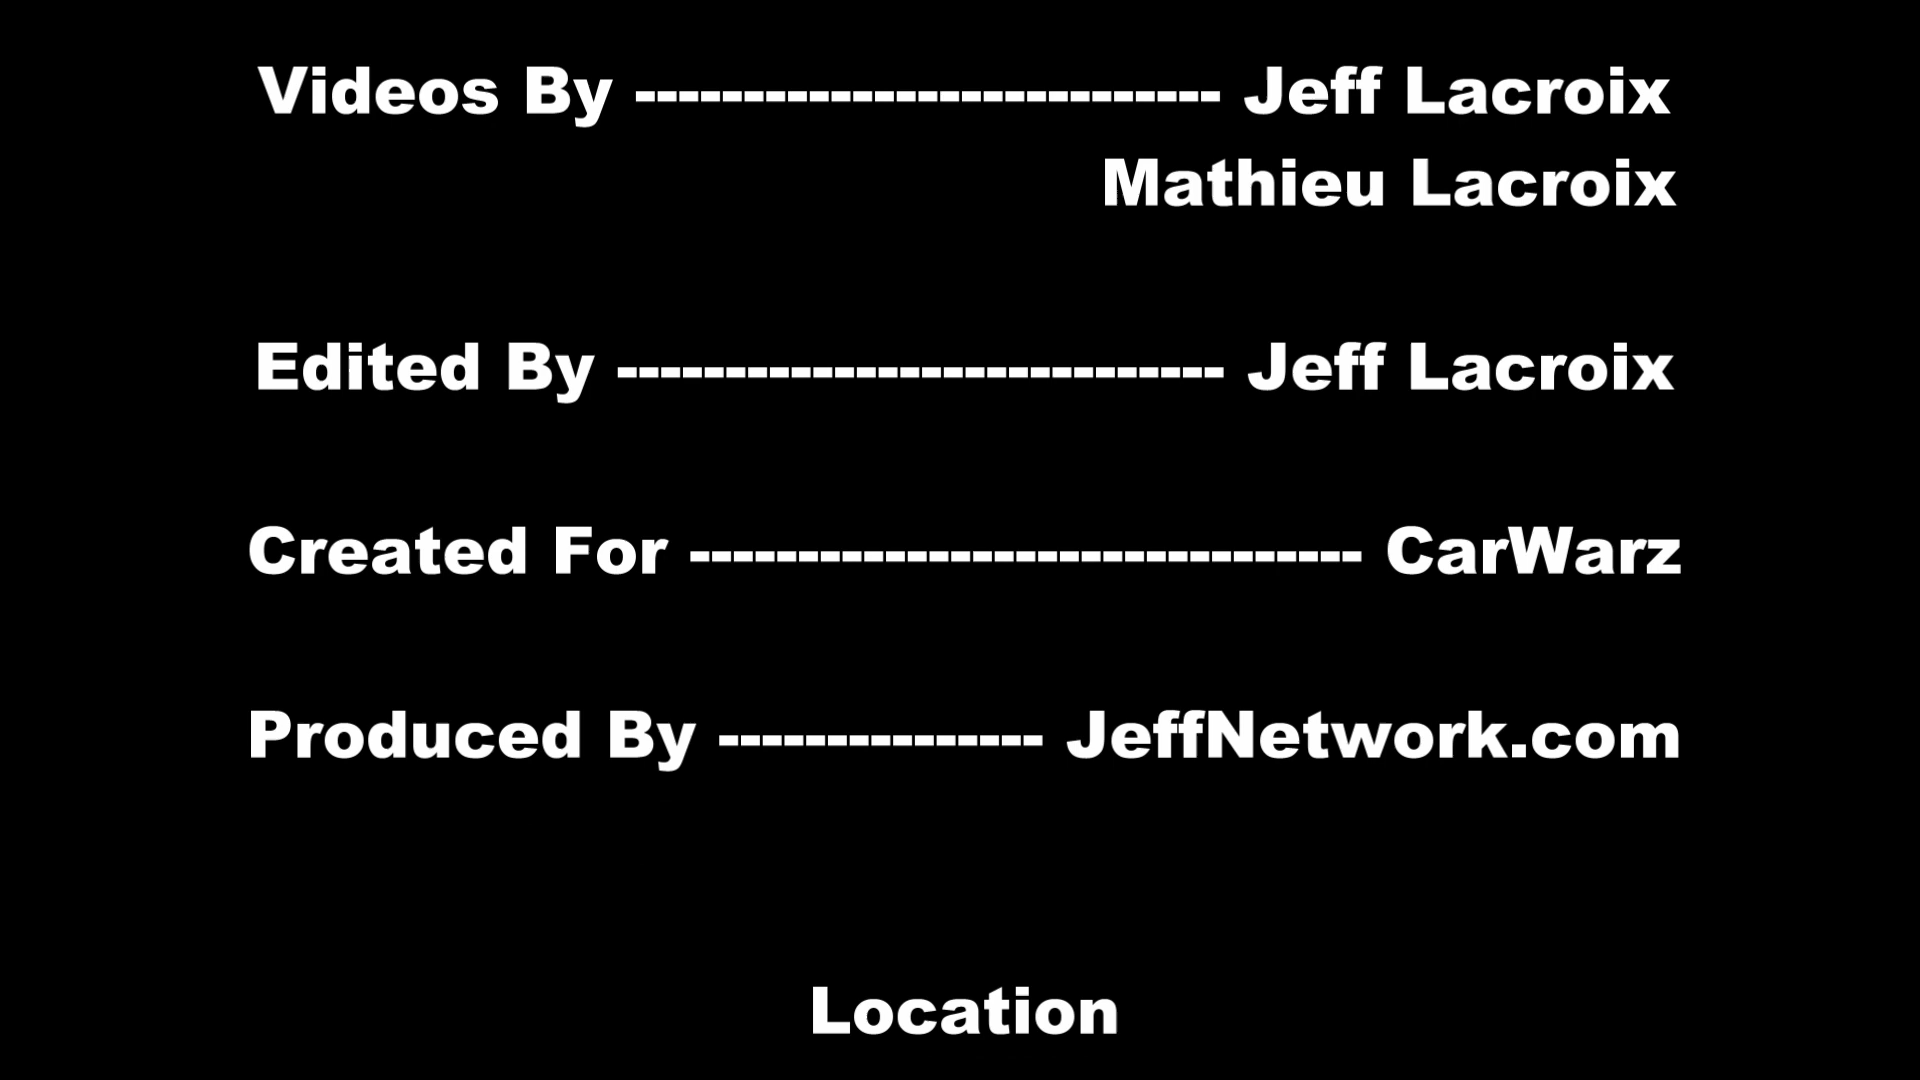 Videos By --------------------------- Jeff Lacroix
Mathieu Lacroix
Edited By ---------------------------- Jeff Lacroix
Created For ------------------------------- CarWarz
Produced By --------------- JeffNetwork.com
Location